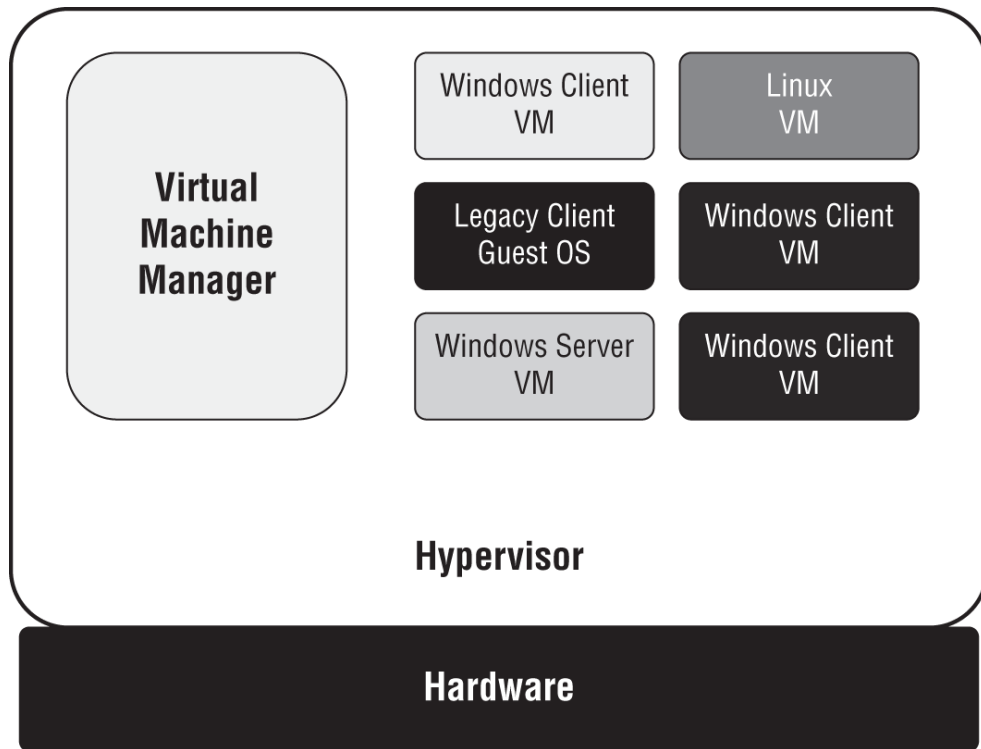 Virtual
Machine
Manager
Windows Client
VM
Linux
VM
Legacy Client
Guest OS
Windows Client
VM
Windows Server
VM
Windows Client
VM
Hypervisor
Hardware